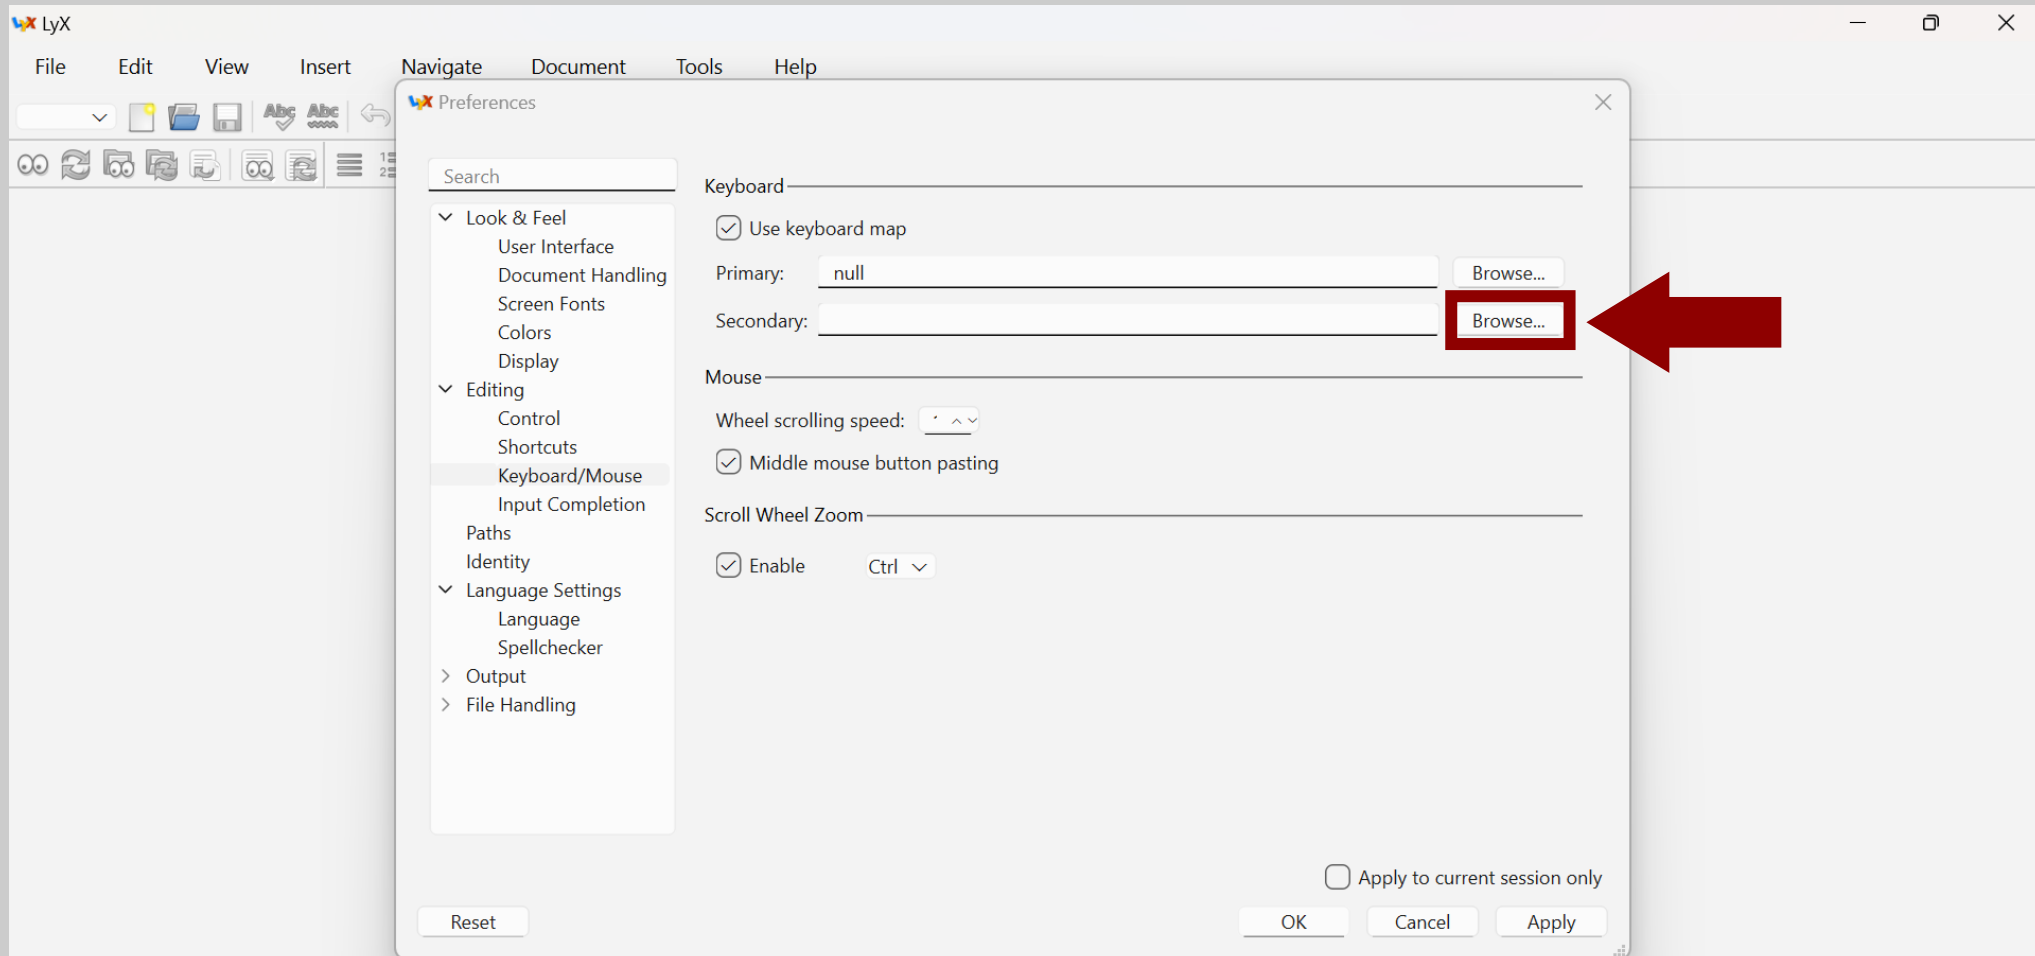 LyX
File Edit View Insert Navigate Document Tools Help
Preferences
Abc Abc
Search
Look & Feel
User Interface
Document Handling
Screen Fonts
Colors
Display
Editing
Control
Shortcuts
Keyboard/Mouse
Input Completion
Paths
Identity
Language Settings
Language
Spellchecker
Output
File Handling
Keyboard
Use keyboard map
Primary: null Browse...
Secondary: Browse...
Mouse
Wheel scrolling speed:
Middle mouse button pasting
Scroll Wheel Zoom
Enable Ctrl
Apply to current session only
Reset OK Cancel Apply